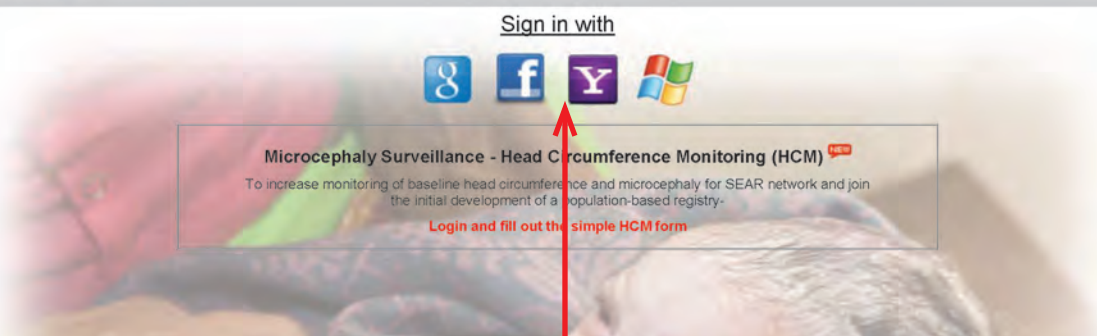 Sign in with
g f Y
Microcephaly Surveillance - Head Circumference Monitoring (HCM) NEW
To increase monitoring of baseline head circumference and microcephaly for SEAR network and join
the initial development of a population-based registry-
Login and fill out the simple HCM form